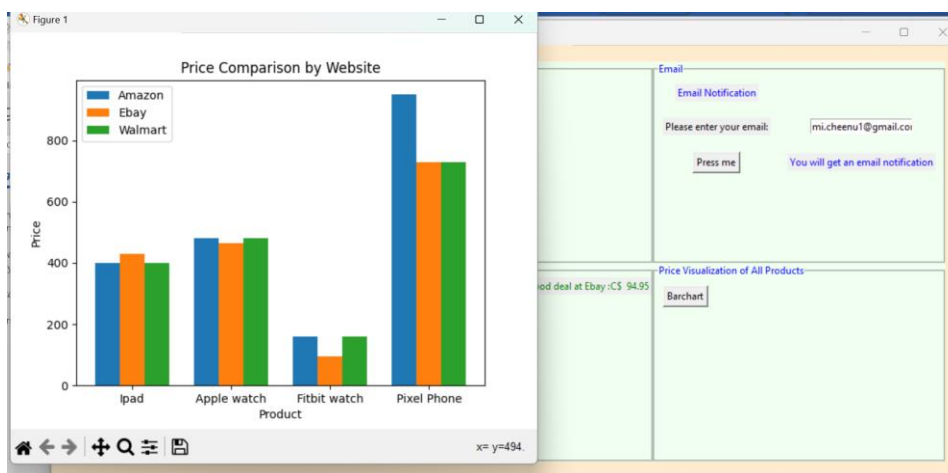 Figure 1
Price Comparison by Website
Amazon
Ebay
Walmart
800
600
400
200
0
Price
Ipad
Apple watch
Fitbit watch
Pixel Phone
Product
x= y=494.
Email
Email Notification
Please enter your email:
mi.cheenu1@gmail.co
Press me
You will get an email notification
deal at Ebay :C$ 94.95
Price Visualization of All Products
Barchart